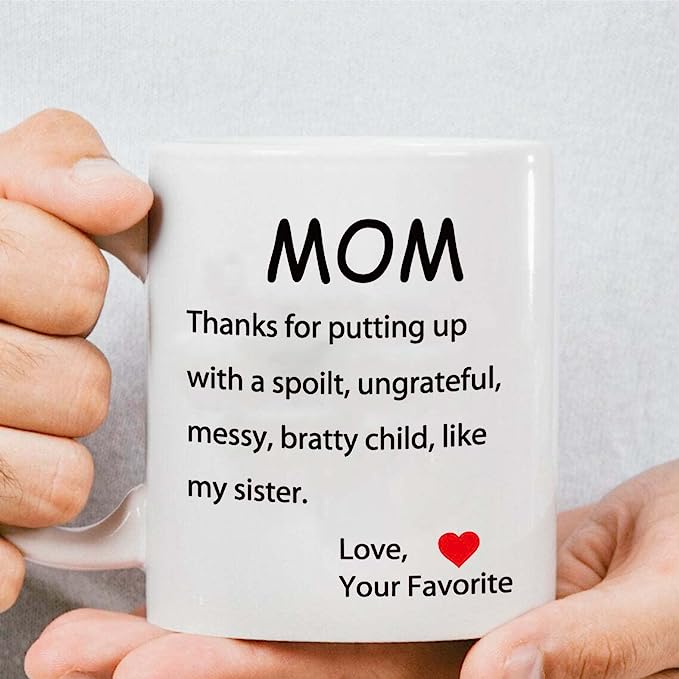 MOM
Thanks for putting up
with a spoilt, ungrateful,
messy, bratty child, like
my sister.
Love,
Your Favorite